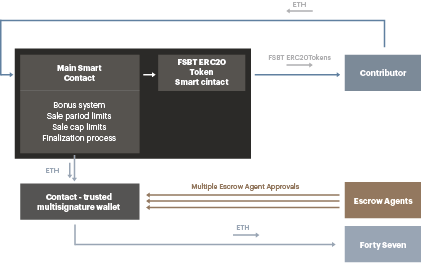 ETH
Main Smart
Contact
FSBT ERC20
Token
Smart cintact
FSBT ERC20Tokens
Contributor
Bonus system
Sale pariod limits
Sale cap limits
Finalization process
ETH
Contact - trusted
multisignature wallet
Multiple Escrow Agent Approvals
Escrow Agents
ETH
Forty Seven